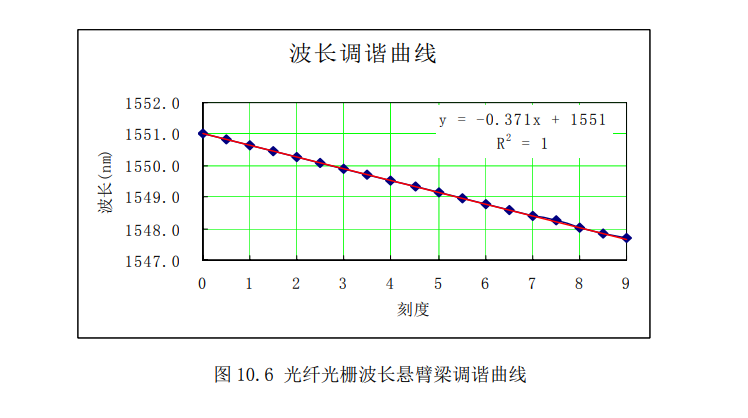 波长调谐曲线
y = -0.371x + 1551
R² = 1
波长(nm)
1552.0
1551.0
1550.0
1549.0
1548.0
1547.0
0 1 2 3 4 5 6 7 8 9
刻度
图 10.6 光纤光栅波长悬臂梁调谐曲线